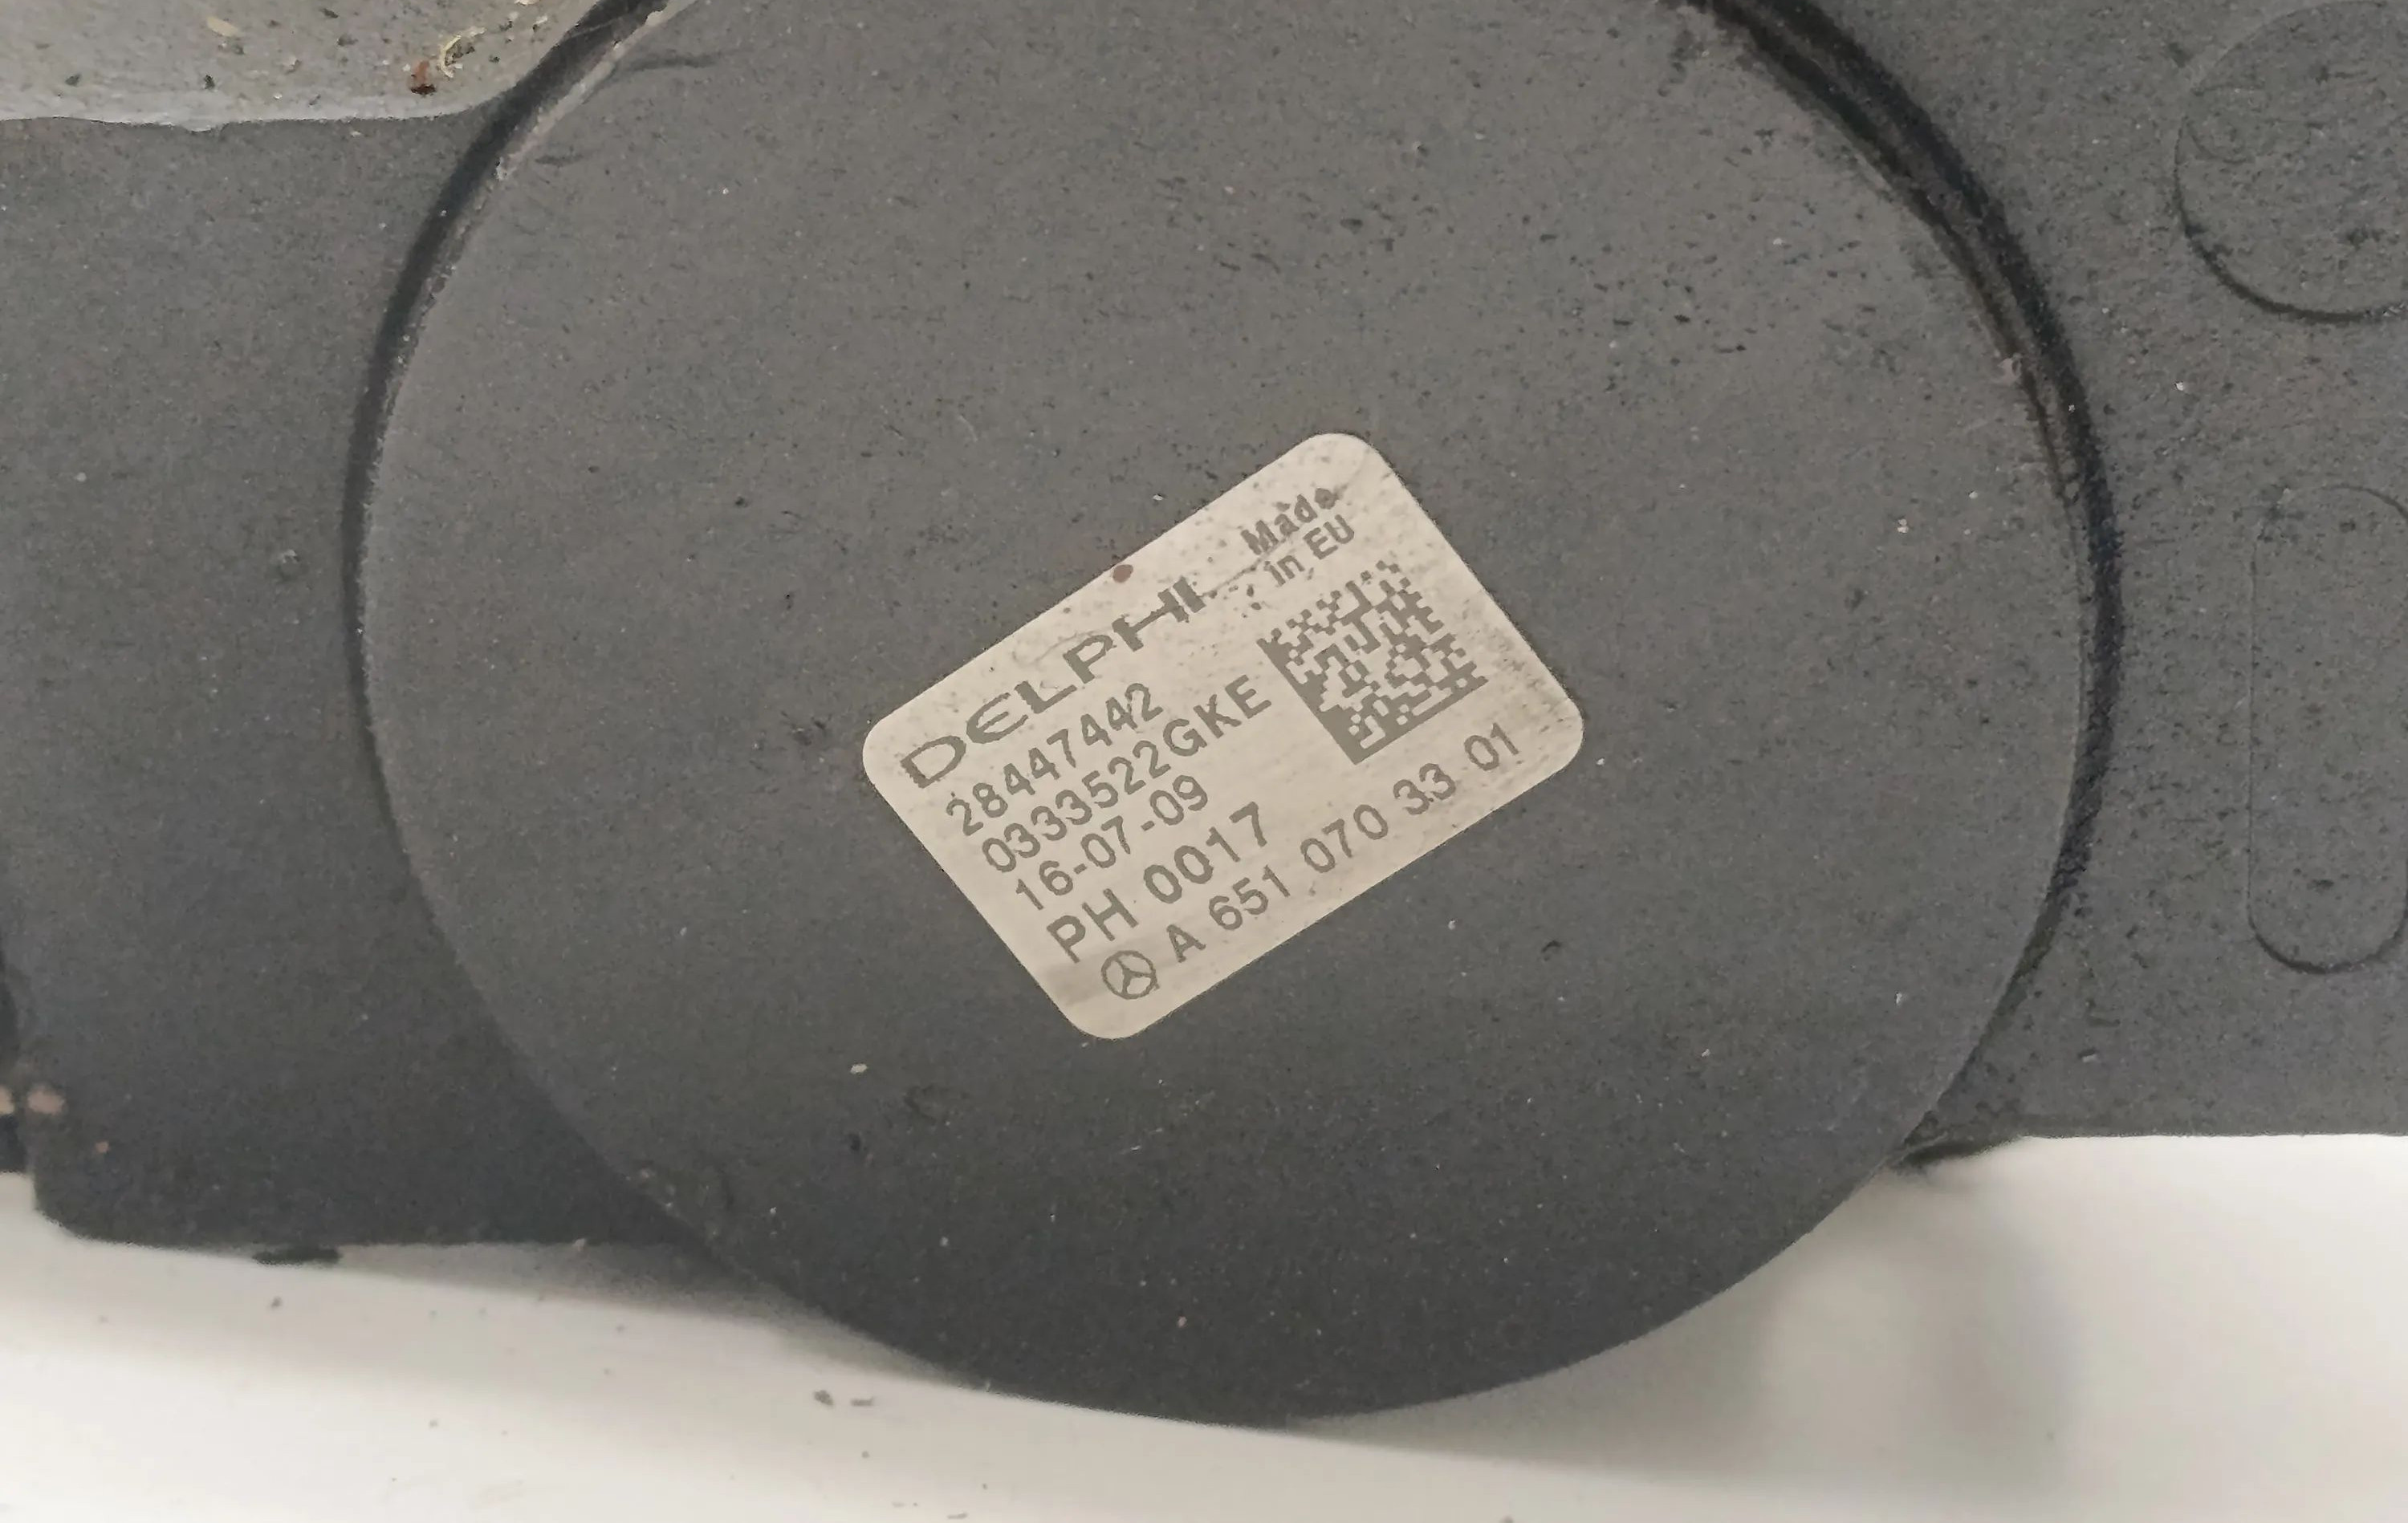 Made
in EU
DELPHI
28447442
0333522GKE
16-07-09
PH 0017
A 651 070 33 01